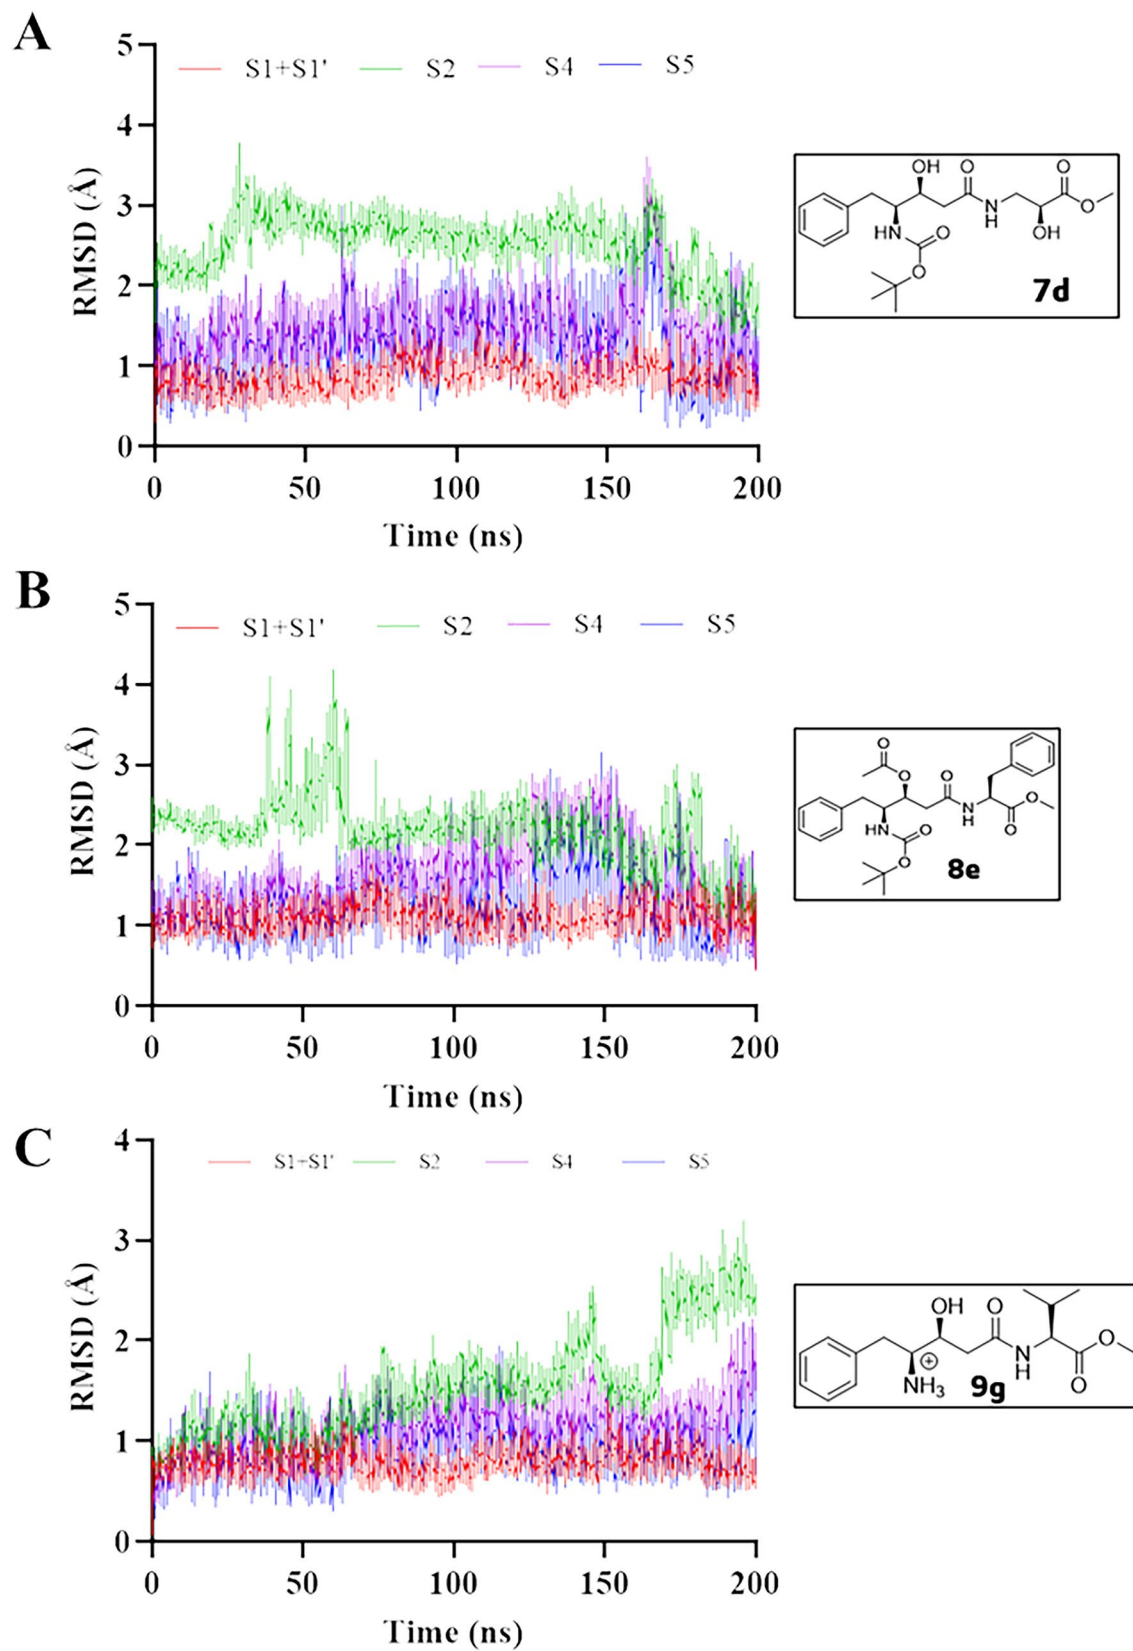 A
5
S1+S1' S2 S4 S5
4
3
2
1
0
RMSD (Å)
0 50 100 150 200
Time (ns)
OH O O
N
H
O
NH O
OH
O
7d
B
5
S1+S1' S2 S4 S5
4
3
2
1
0
RMSD (Å)
0 50 100 150 200
Time (ns)
O
O O
N
H
O
O
NH O
O
8e
C
4
S1+S1' S2 S4 S5
3
2
1
0
RMSD (Å)
0 50 100 150 200
Time (ns)
OH O
N
H
O
O
+
NH3
9g